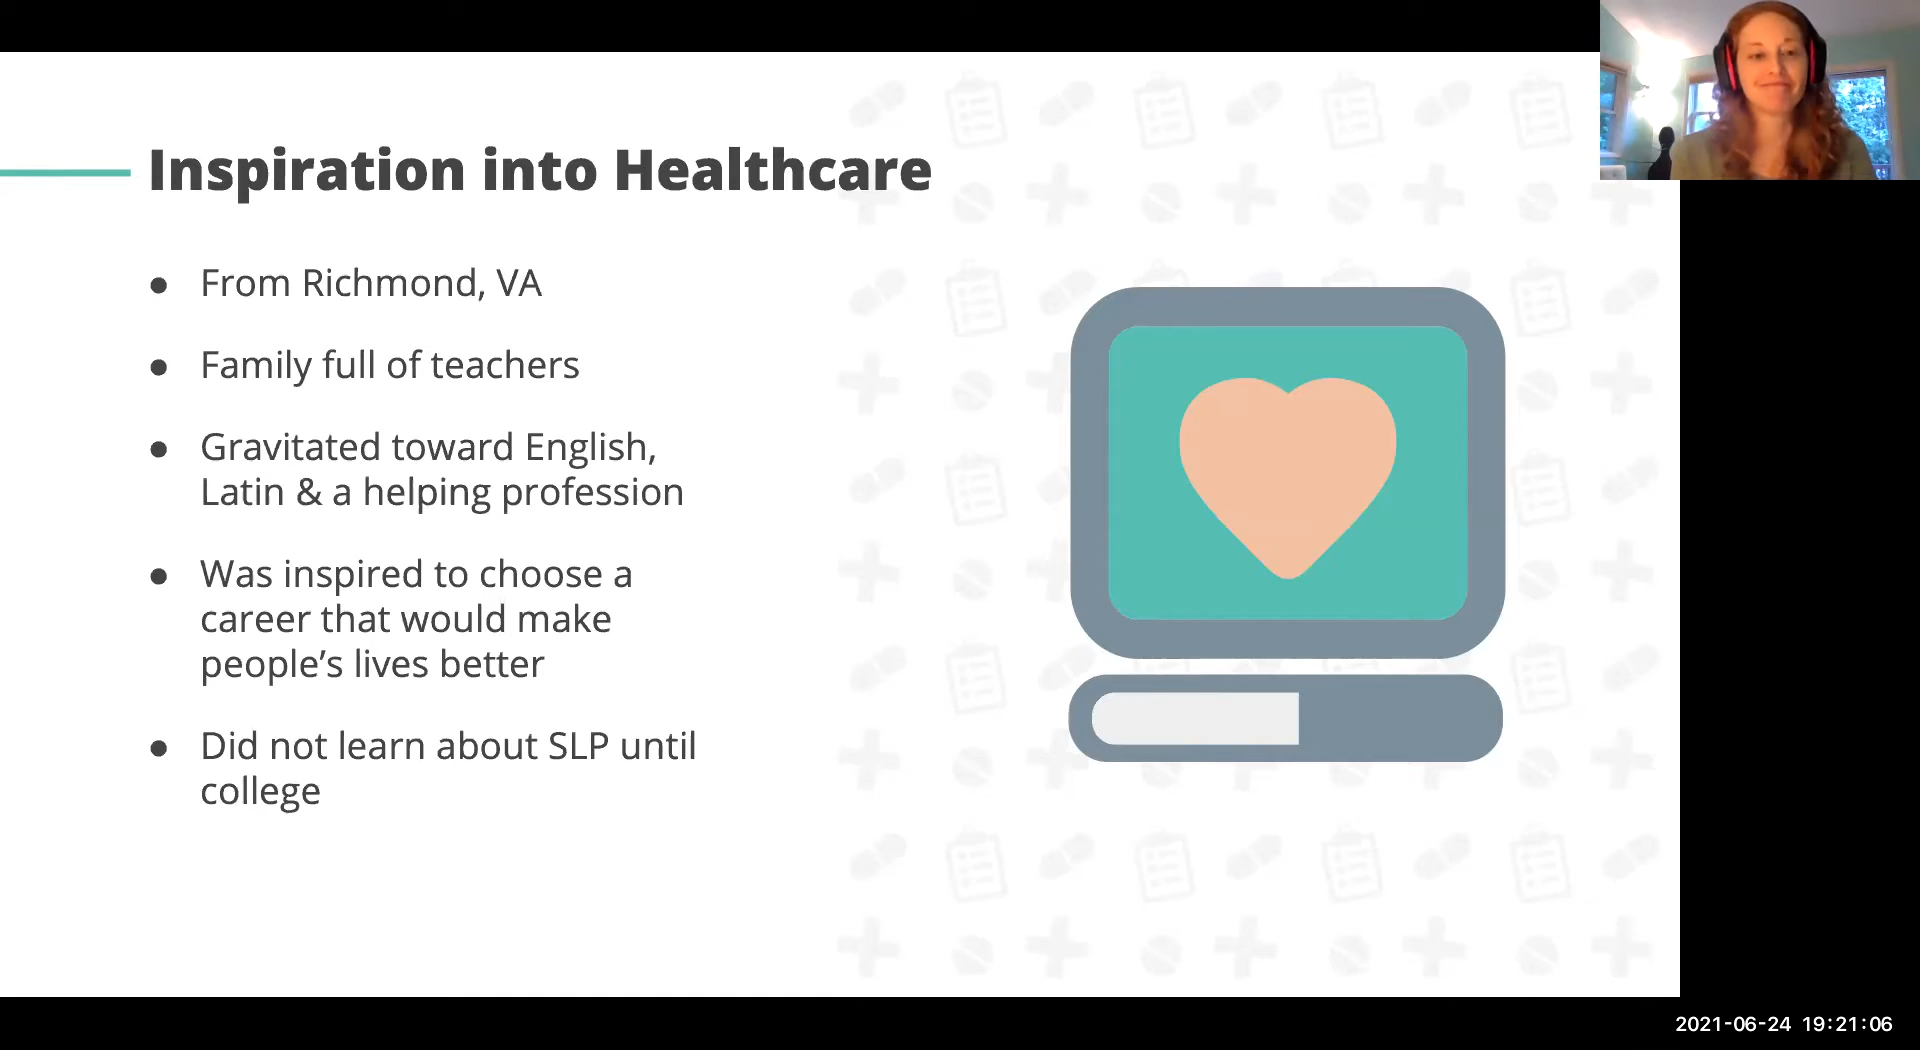 Inspiration into Healthcare
● From Richmond, VA
● Family full of teachers
● Gravitated toward English,
Latin & a helping profession
● Was inspired to choose a
career that would make
people’s lives better
● Did not learn about SLP until
college
2021-06-24 19:21:06